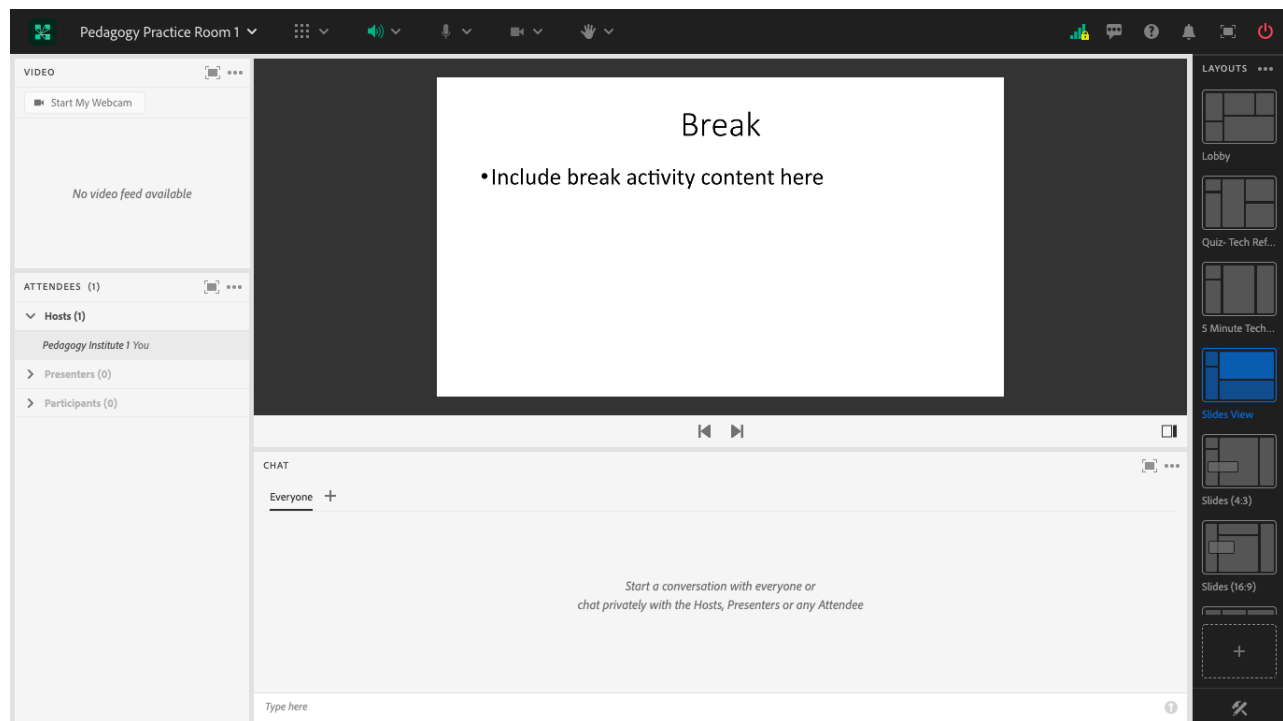 Pedagogy Practice Room 1
VIDEO
Start My Webcam
No video feed available
ATTENDEES (1)
Hosts (1)
Pedagogy Institute 1 You
Presenters (0)
Participants (0)
Break
•Include break activity content here
CHAT
Everyone
Start a conversation with everyone or
chat privately with the Hosts, Presenters or any Attendee
Type here
LAYOUTS
Lobby
Quiz- Tech Ref...
5 Minute Tech...
Slides View
Slides (4:3)
Slides (16:9)